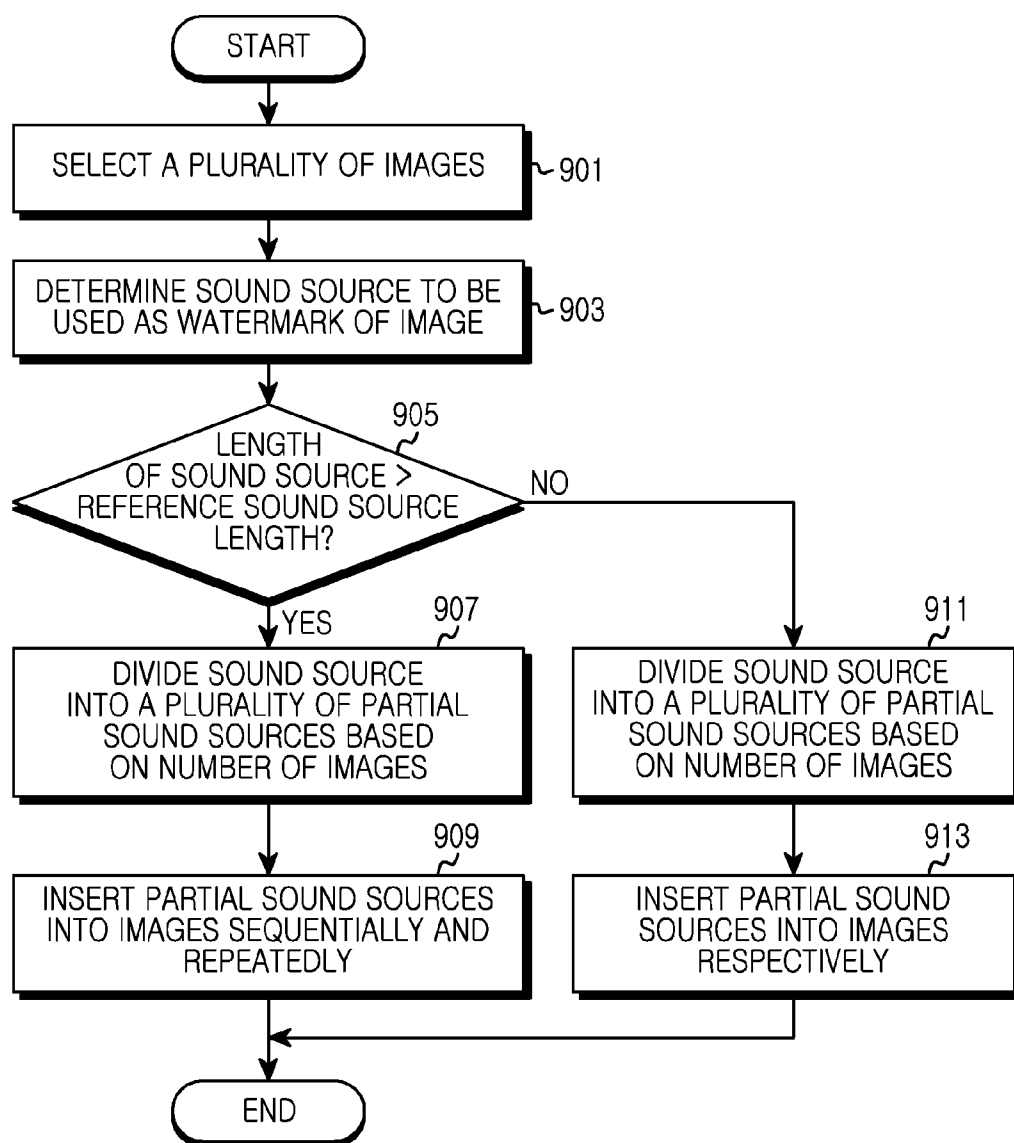 START
SELECT A PLURALITY OF IMAGES
901
DETERMINE SOUND SOURCE TO BE
USED AS WATERMARK OF IMAGE
903
905
LENGTH
OF SOUND SOURCE >
REFERENCE SOUND SOURCE
LENGTH?
NO
YES
907
DIVIDE SOUND SOURCE
INTO A PLURALITY OF PARTIAL
SOUND SOURCES BASED
ON NUMBER OF IMAGES
911
DIVIDE SOUND SOURCE
INTO A PLURALITY OF PARTIAL
SOUND SOURCES BASED
ON NUMBER OF IMAGES
909
INSERT PARTIAL SOUND SOURCES
INTO IMAGES SEQUENTIALLY AND
REPEATEDLY
913
INSERT PARTIAL SOUND
SOURCES INTO IMAGES
RESPECTIVELY
END